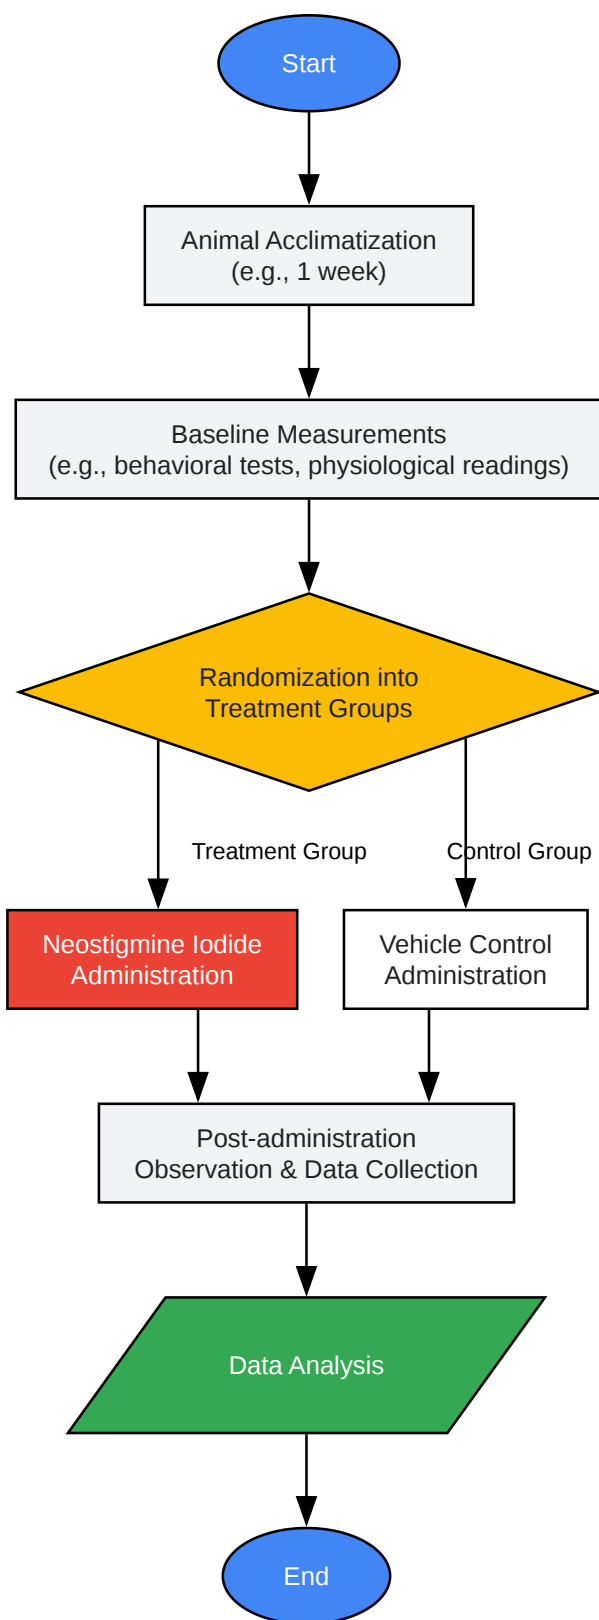 Start
Animal Acclimatization
(e.g., 1 week)
Baseline Measurements
(e.g., behavioral tests, physiological readings)
Randomization into
Treatment Groups
Treatment Group
Control Group
Neostigmine Iodide
Administration
Vehicle Control
Administration
Post-administration
Observation & Data Collection
Data Analysis
End